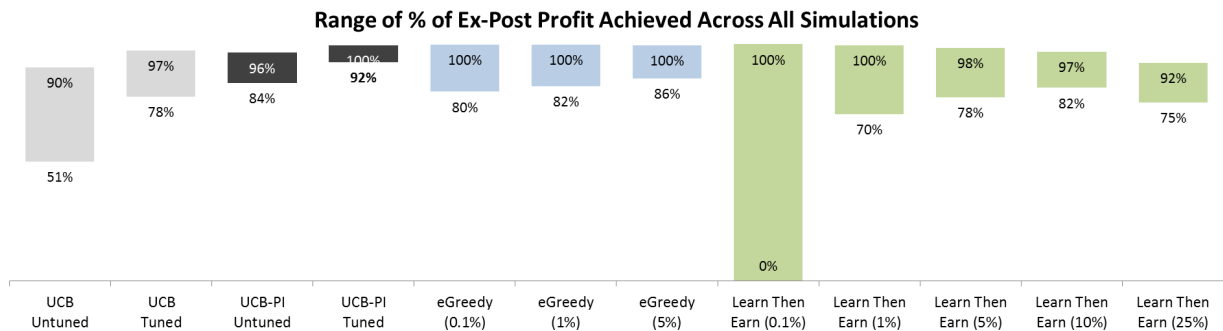 Range of % of Ex-Post Profit Achieved Across All Simulations
90%
51%
97%
78%
96%
84%
100%
92%
100%
80%
100%
82%
100%
86%
100%
0%
100%
70%
98%
78%
97%
82%
92%
75%
UCB
Untuned
UCB
Tuned
UCB-PI
Untuned
UCB-PI
Tuned
eGreedy
(0.1%)
eGreedy
(1%)
eGreedy
(5%)
Learn Then
Earn (0.1%)
Learn Then
Earn (1%)
Learn Then
Earn (5%)
Learn Then
Earn (10%)
Learn Then
Earn (25%)